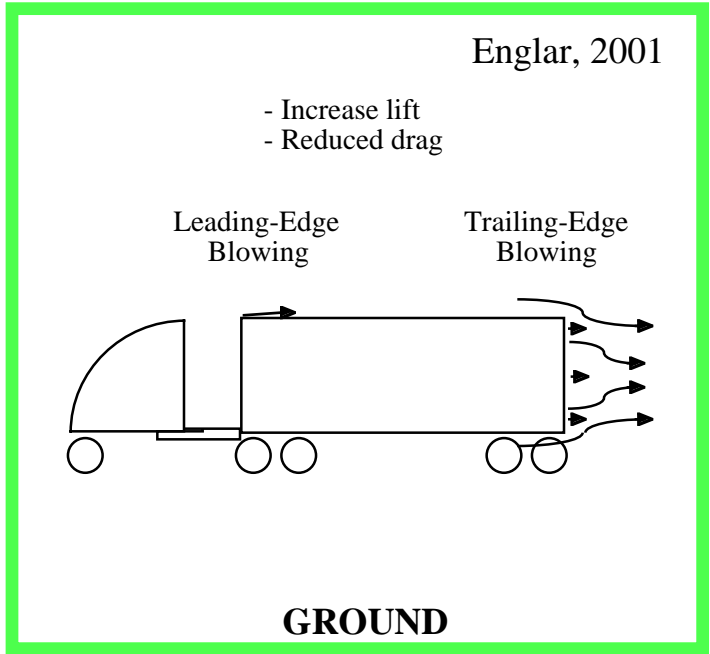 Englar, 2001
- Increase lift
- Reduced drag
Leading-Edge
Blowing
Trailing-Edge
Blowing
GROUND